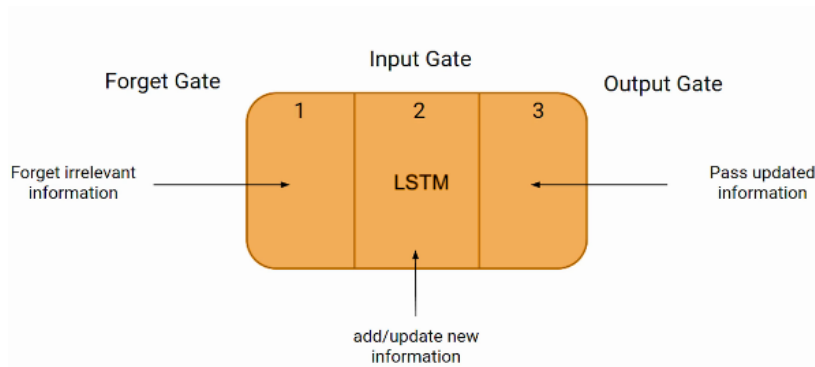 Input Gate
Forget Gate
Output Gate
1
2
3
Forget irrelevant
information
LSTM
Pass updated
information
add/update new
information